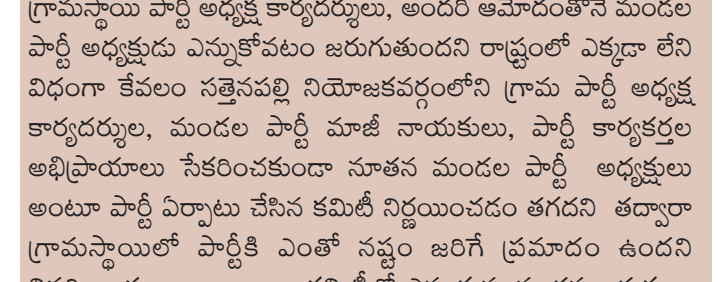 గ్రామస్థాయి పార్టీ అధ్యక్ష కార్యదర్శులు, అందరి ఆమోదంతోనే మండల
పార్టీ అధ్యక్షుడు ఎన్నుకోవటం జరుగుతుందని రాష్ట్రంలో ఎక్కడా లేని
విధంగా కేవలం సత్తెనపల్లి నియోజకవర్గంలోని గ్రామ పార్టీ అధ్యక్ష
కార్యదర్శుల, మండల పార్టీ మాజీ నాయకులు, పార్టీ కార్యకర్తల
అభిప్రాయాలు సేకరించకుండా నూతన మండల పార్టీ అధ్యక్షులు
అంటూ పార్టీ ఏర్పాటు చేసిన కమిటీ నిర్ణయించడం తగదని తద్వారా
గ్రామస్థాయిలో పార్టీకి ఎంతో నష్టం జరిగే ప్రమాదం ఉందని